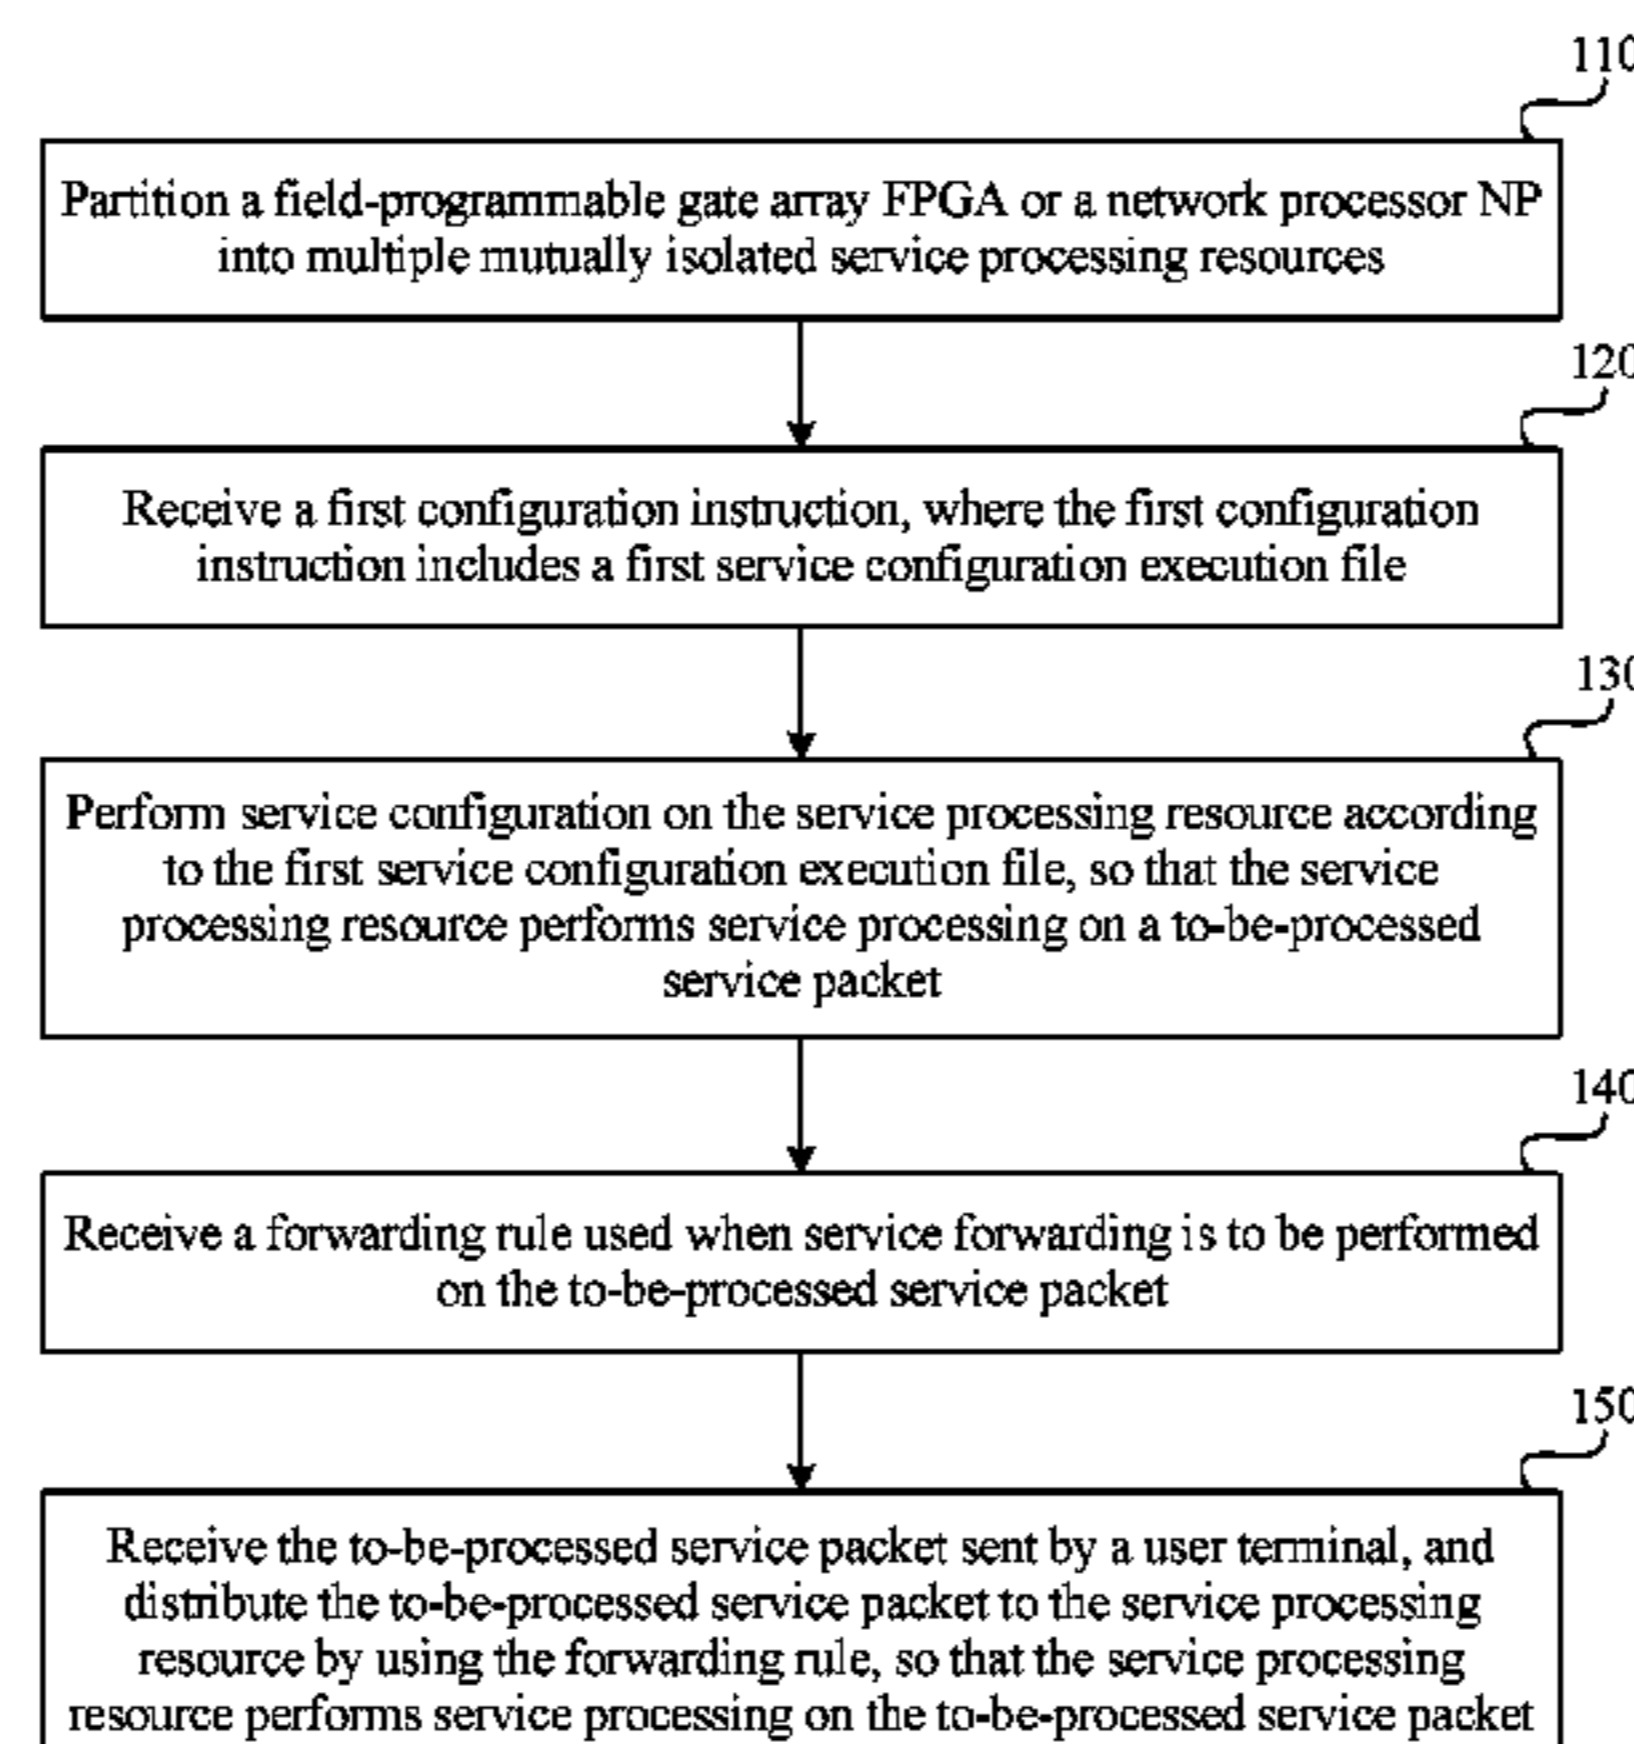 110
Partition a field-programmable gate array FPGA or a network processor NP
into multiple mutually isolated service processing resources
120
Receive a first configuration instruction, where the first configuration
instruction includes a first service configuration execution file
130
Perform service configuration on the service processing resource according
to the first service configuration execution file, so that the service
processing resource performs service processing on a to-be-processed
service packet
140
Receive a forwarding rule used when service forwarding is to be performed
on the to-be-processed service packet
150
Receive the to-be-processed service packet sent by a user terminal, and
distribute the to-be-processed service packet to the service processing
resource by using the forwarding rule, so that the service processing
resource performs service processing on the to-be-processed service packet